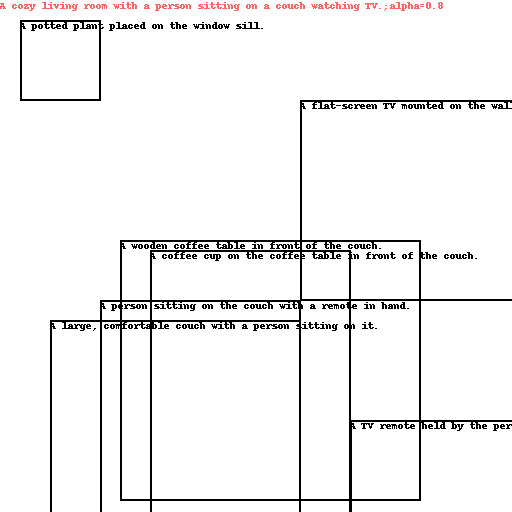 A cozy living room with a person sitting on a couch watching TV.;alpha=0.8
A potted plant placed on the window sill.
A flat-screen TV mounted on the wal
A wooden coffee table in front of the couch.
A coffee cup on the coffee table in front of the couch.
A person sitting on the couch with a remote in hand.
A large, comfortable couch with a person sitting on it.
A TV remote held by the per